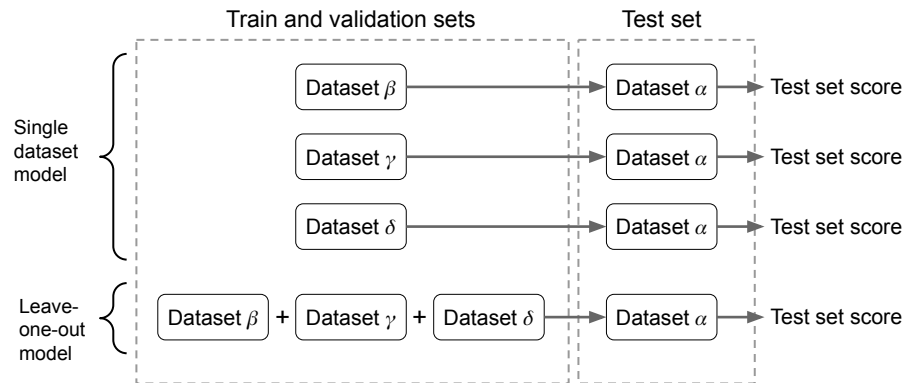 Train and validation sets
Test set
Dataset β
Dataset α
Test set score
Single
dataset
model
Dataset γ
Dataset α
Test set score
Dataset δ
Dataset α
Test set score
Leave-
one-out
model
Dataset β + Dataset γ + Dataset δ
Dataset α
Test set score